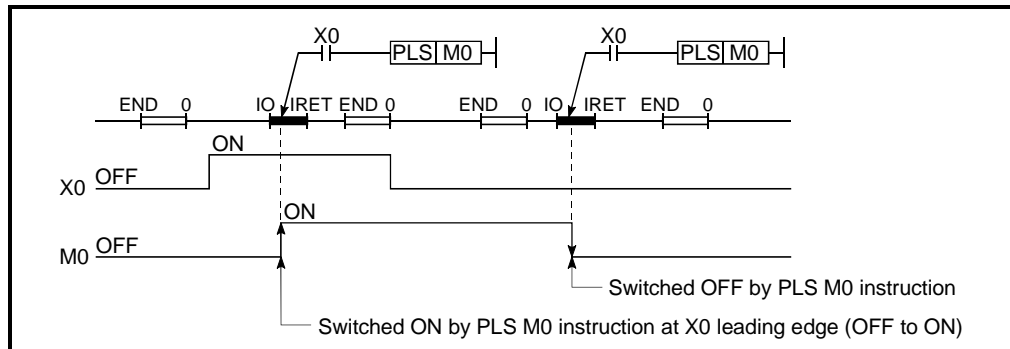 X0 X0
PLS M0 PLS M0
END 0 IO IRET END 0 END 0 IO IRET END 0
ON
X0 OFF
ON
M0 OFF
Switched OFF by PLS M0 instruction
Switched ON by PLS M0 instruction at X0 leading edge (OFF to ON)